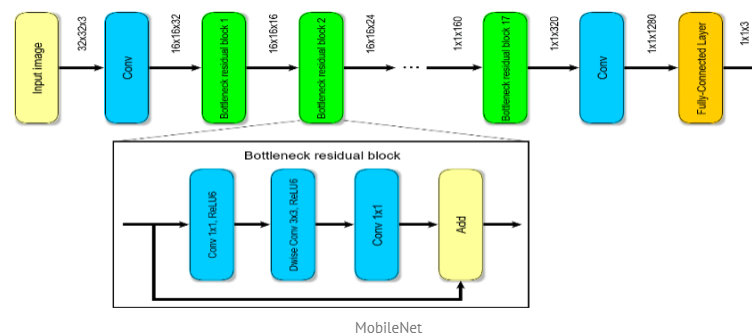 Input image
32x32x3
Conv
16x16x32
Bottleneck residual block 1
16x16x16
Bottleneck residual block 2
16x16x24
...
1x1x160
Bottleneck residual block 17
1x1x320
Conv
1x1x1280
Fully-Connected Layer
1x1x3
Bottleneck residual block
Conv 1x1, ReLU6
Dwise Conv 3x3, ReLU6
Conv 1x1
Add
MobileNet